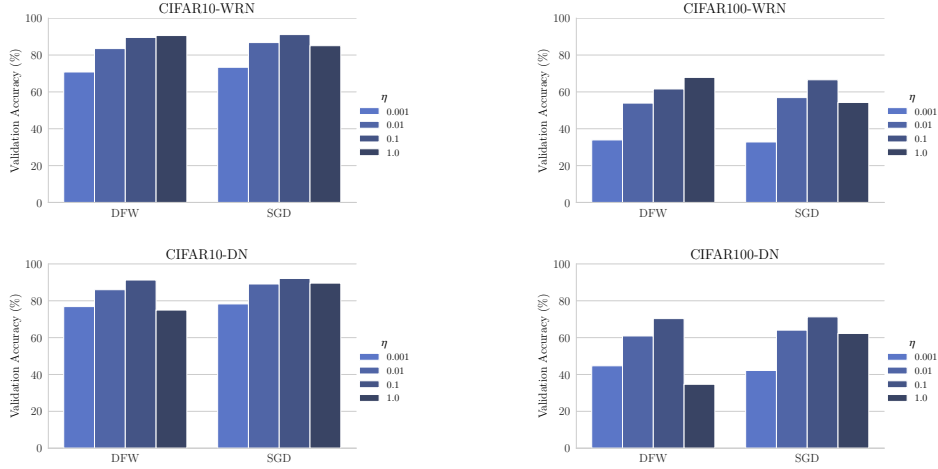 CIFAR10-WRN
Validation Accuracy (%)
100
80
60
40
20
0
DFW SGD
η
0.001
0.01
0.1
1.0
CIFAR100-WRN
Validation Accuracy (%)
100
80
60
40
20
0
DFW SGD
η
0.001
0.01
0.1
1.0
CIFAR10-DN
Validation Accuracy (%)
100
80
60
40
20
0
DFW SGD
η
0.001
0.01
0.1
1.0
CIFAR100-DN
Validation Accuracy (%)
100
80
60
40
20
0
DFW SGD
η
0.001
0.01
0.1
1.0